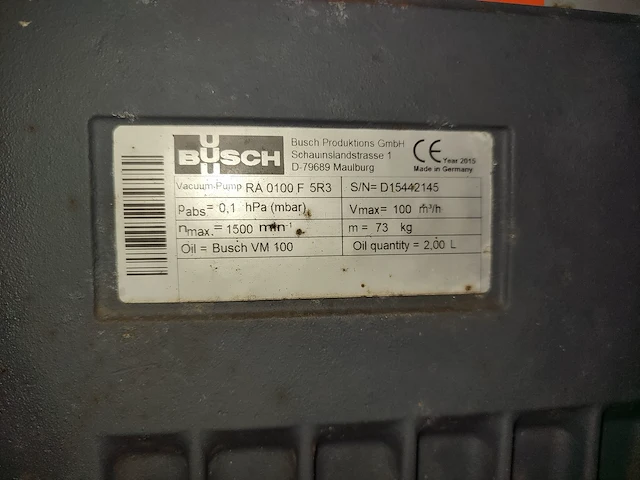 BUSCH
Busch Produktions GmbH
Schauinslandstrasse 1
D-79689 Maulburg
CE Year 2015
Made in Germany
Vacuum-Pump RA 0100 F 5R3 S/N= D15442145
pabs= 0,1 hPa (mbar) Vmax= 100 m³/h
nmax.= 1500 min-¹ m = 73 kg
Oil = Busch VM 100 Oil quantity = 2,00 L